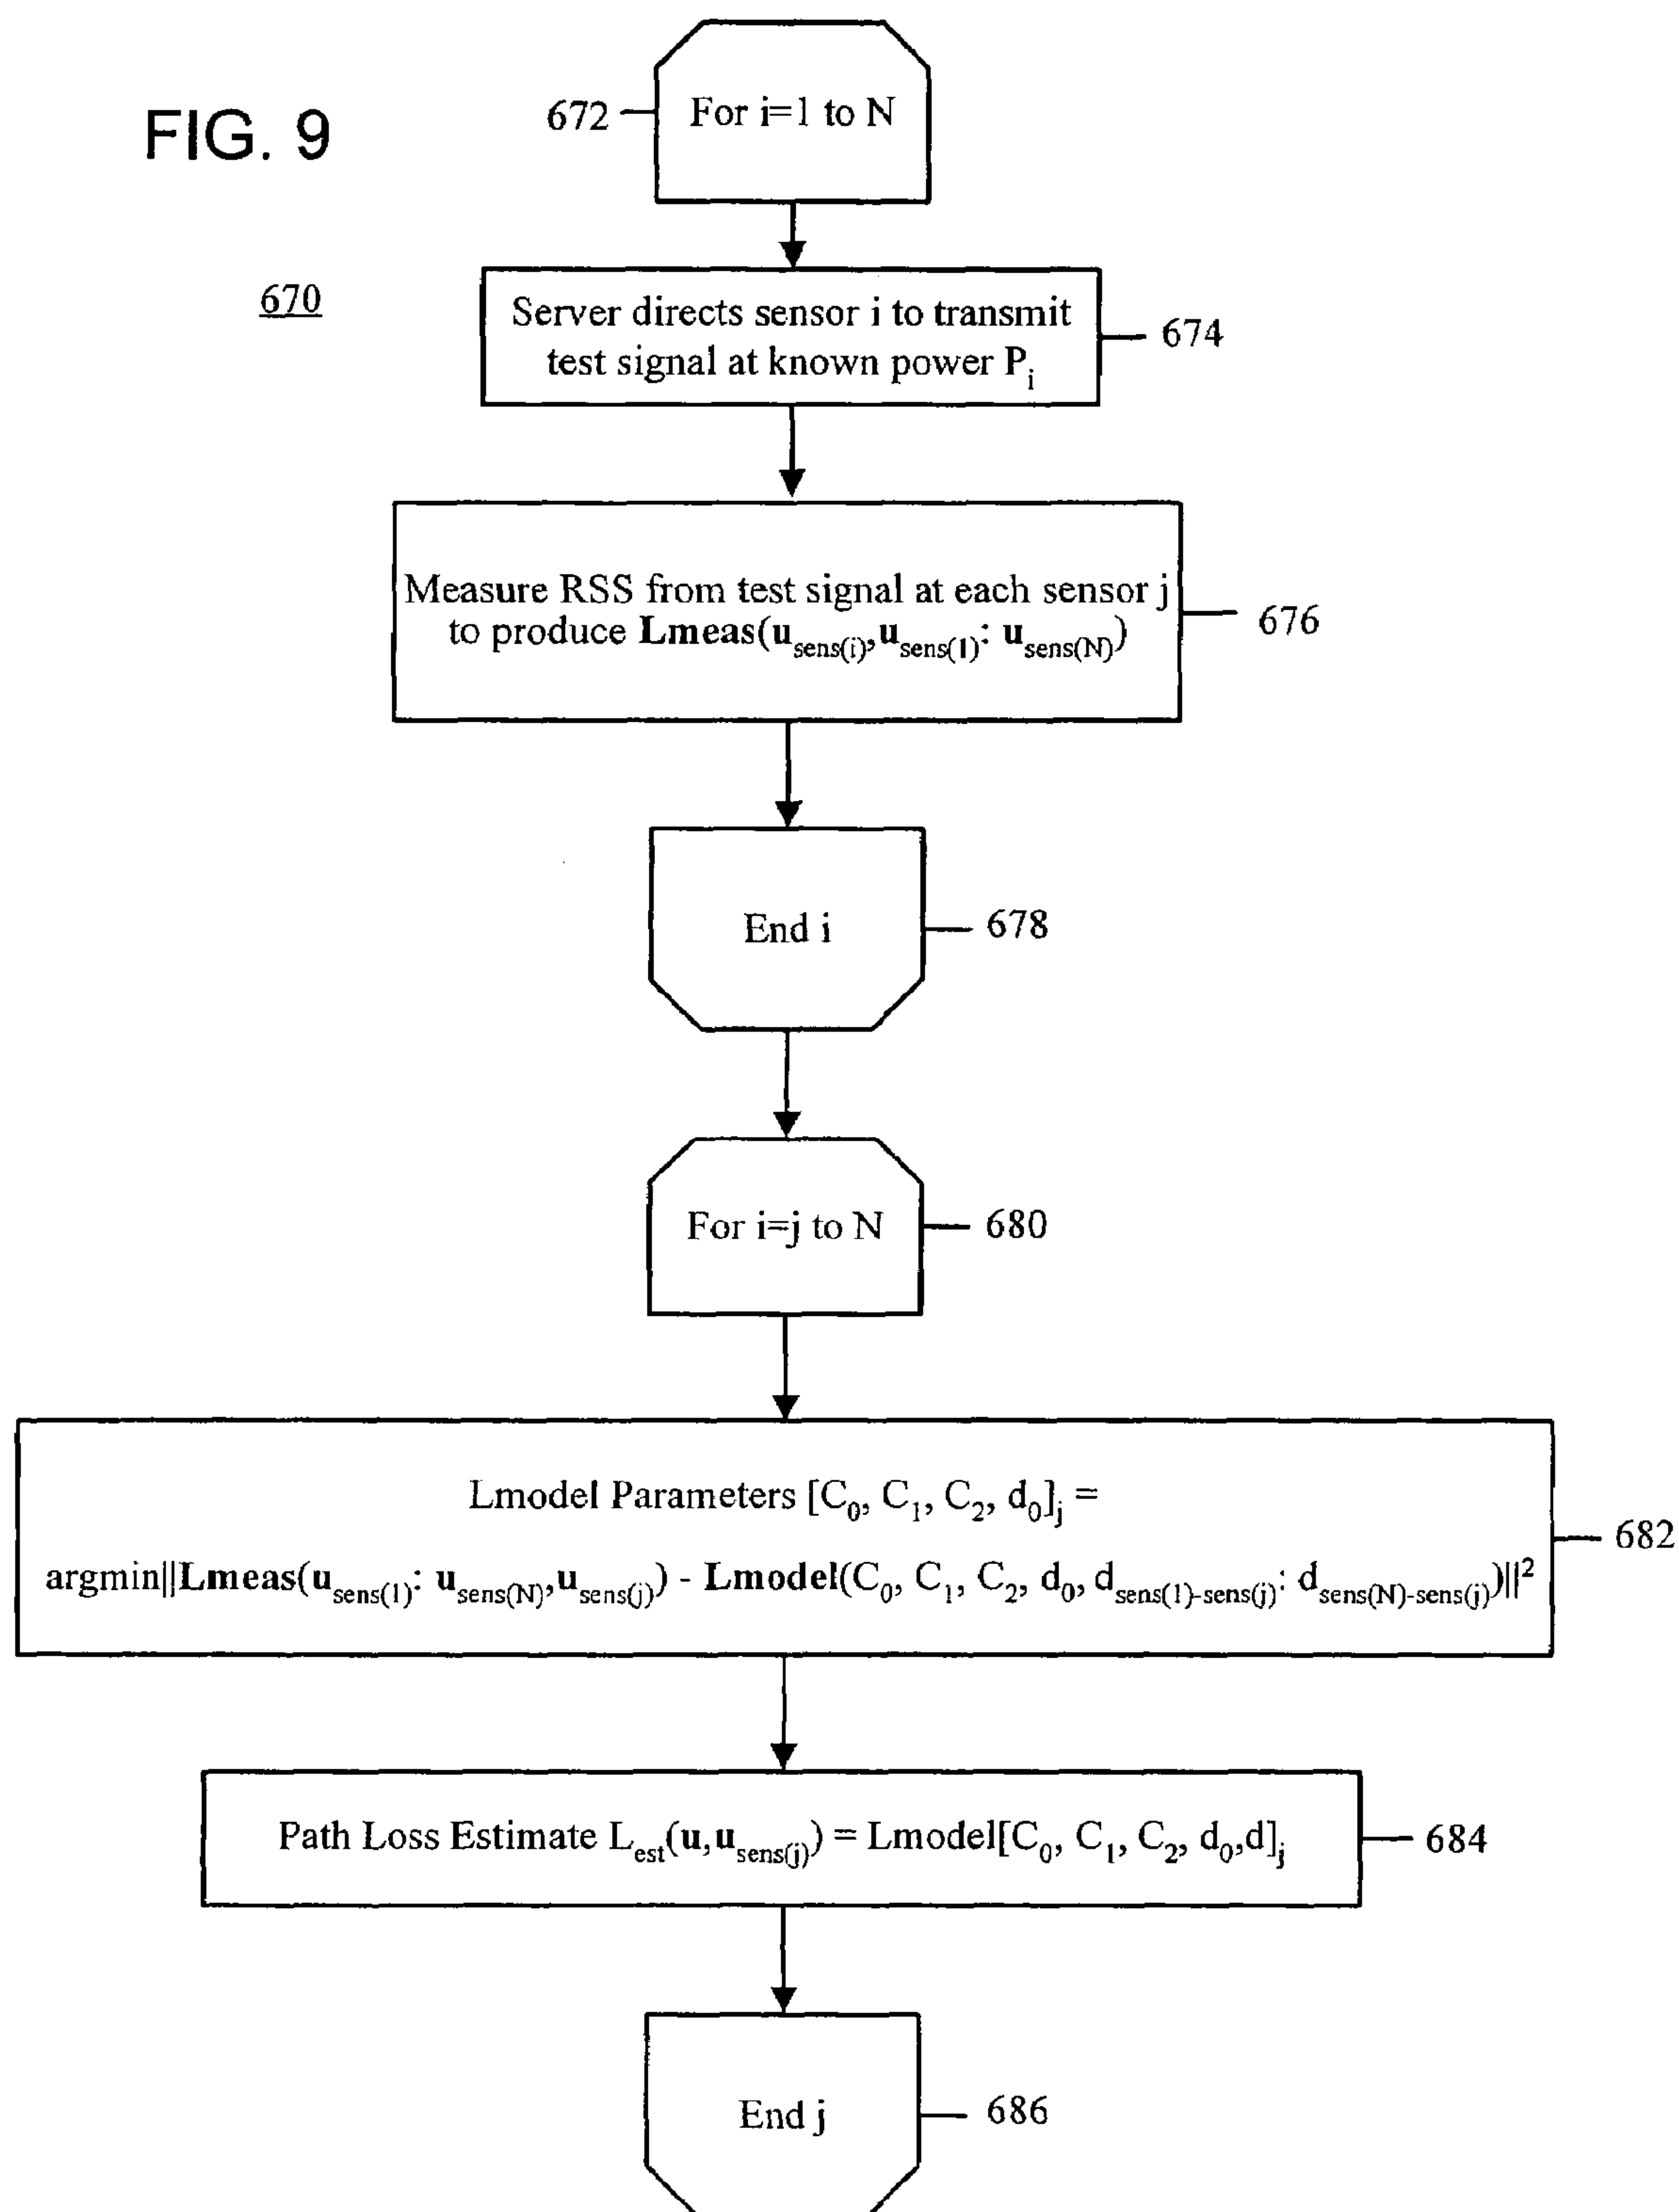 FIG. 9
672
For i=1 to N
670
Server directs sensor i to transmit
test signal at known power P_i
674
Measure RSS from test signal at each sensor j
to produce Lmeas(u_sens(i),u_sens(1): u_sens(N))
676
End i
678
For i=j to N
680
Lmodel Parameters [C_0, C_1, C_2, d_0]_j =
argmin||Lmeas(u_sens(1): u_sens(N),u_sens(j)) - Lmodel(C_0, C_1, C_2, d_0, d_sens(1)-sens(j): d_sens(N)-sens(j))||^2
682
Path Loss Estimate L_est(u,u_sens(j)) = Lmodel[C_0, C_1, C_2, d_0,d]_j
684
End j
686